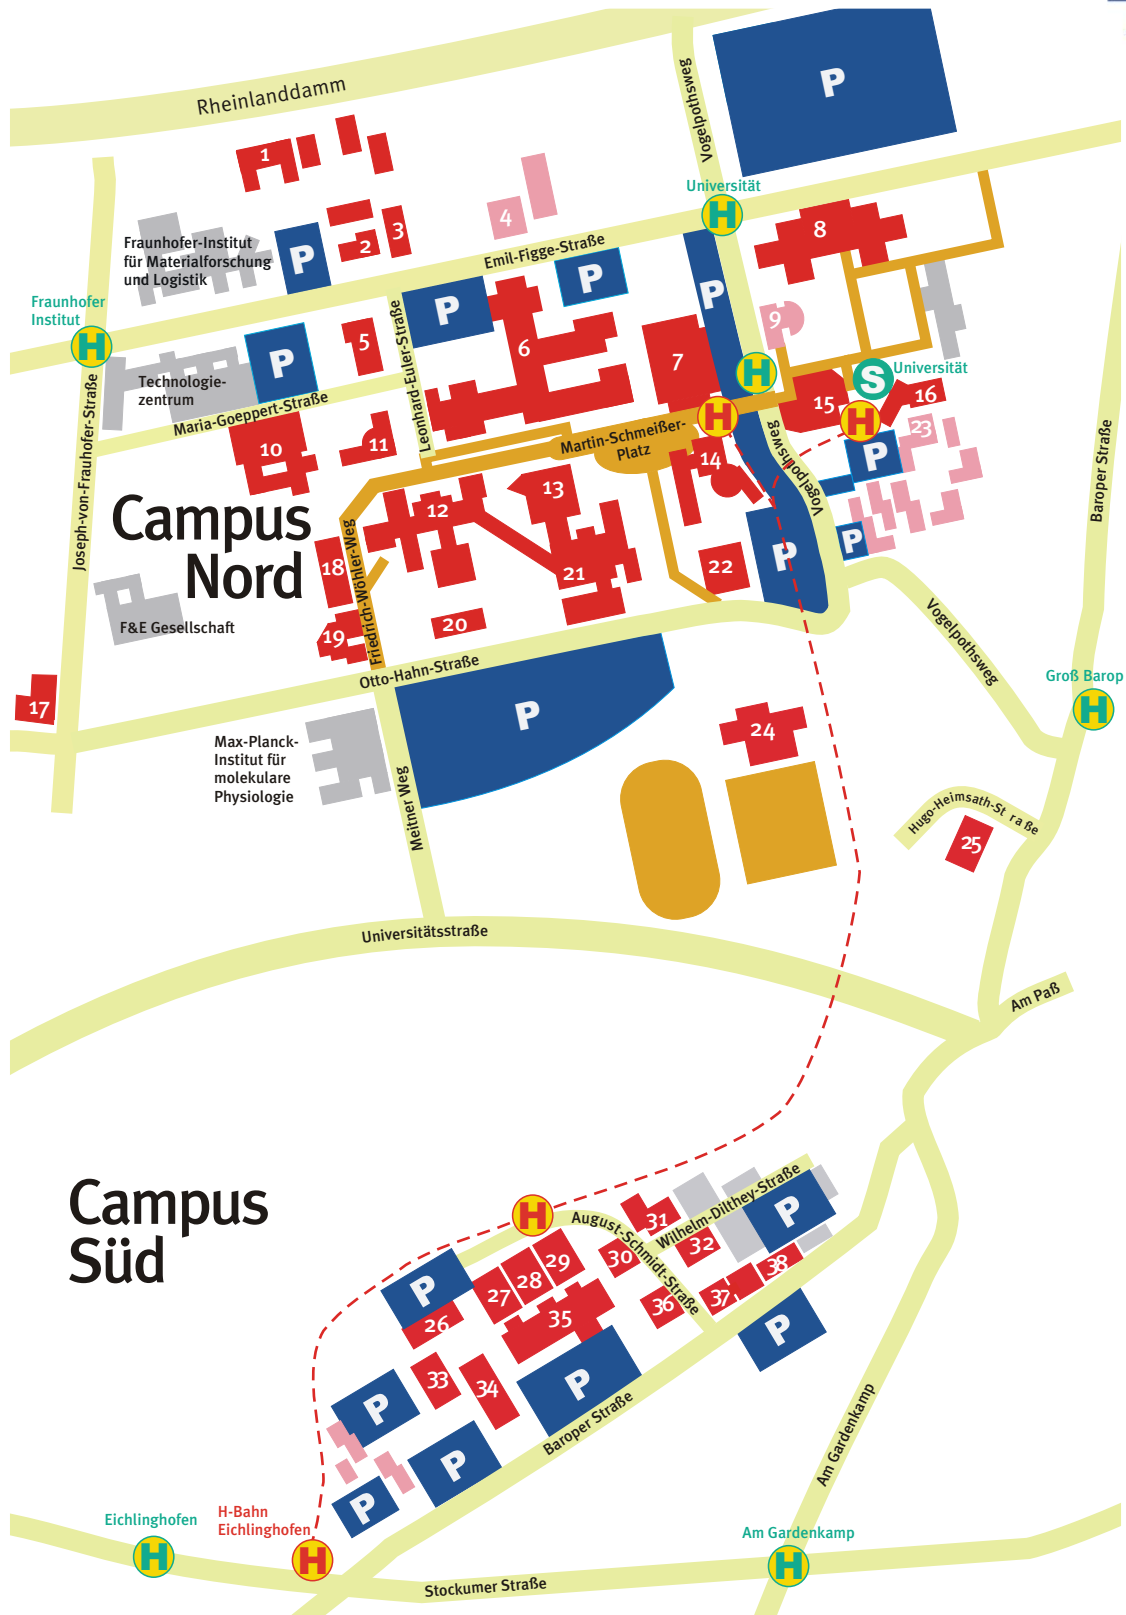 Rheinlanddamm
Vogelpothsweg
P
1
Universität
H
4
8
3
2
Fraunhofer-Institut
für Materialforschung
und Logistik
P
Emil-Figge-Straße
P
P
P
9
Fraunhofer
Institut
H
Leonhard-Euler-Straße
5
6
7
H
S
Universität
P
Technologie-
zentrum
Maria-Goeppert-Straße
16
15
H
H
23
Joseph-von-Frauhofer-Straße
10
11
Martin-Schmeißer-
Platz
14
Vogelpothsweg
P
Baroper Straße
Campus
Nord
12
13
P
P
18
Friedrich-Wöhler-Weg
21
22
F&E Gesellschaft
19
20
Vogelpothsweg
Otto-Hahn-Straße
Groß Barop
H
17
P
24
Max-Planck-
Institut für
molekulare
Physiologie
Meitner Weg
Hugo-Heimsath-St raße
25
Universitätsstraße
Am Paß
Campus
Süd
H
August-Schmidt-Straße
31
Wilhelm-Dilthey-Straße
P
30
32
29
28
27
P
26
38
37
36
35
P
33
34
P
P
Baroper Straße
P
P
Am Gardenkamp
Eichlinghofen
H
H-Bahn
Eichlinghofen
H
Am Gardenkamp
H
Stockumer Straße